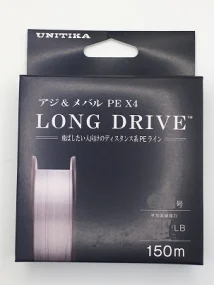 UNITIKA
アジ & メバル PE X4
LONG DRIVE™
飛ばしたい人向けのディスタンス系PEライン
号
LB
150m